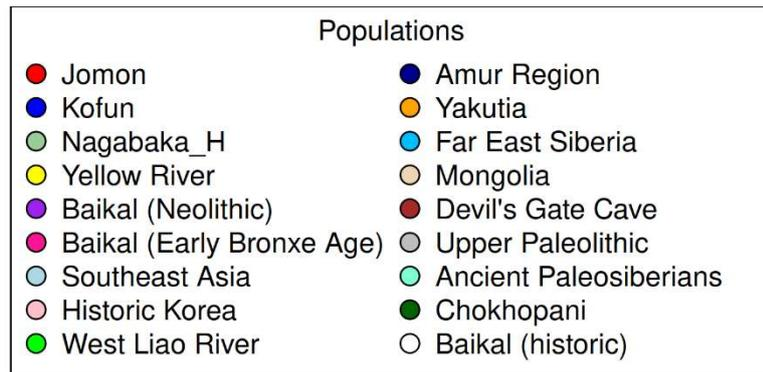 Populations
Jomon
Kofun
Nagabaka_H
Yellow River
Baikal (Neolithic)
Baikal (Early Bronxe Age)
Southeast Asia
Historic Korea
West Liao River
Amur Region
Yakutia
Far East Siberia
Mongolia
Devil's Gate Cave
Upper Paleolithic
Ancient Paleosiberians
Chokhopani
Baikal (historic)